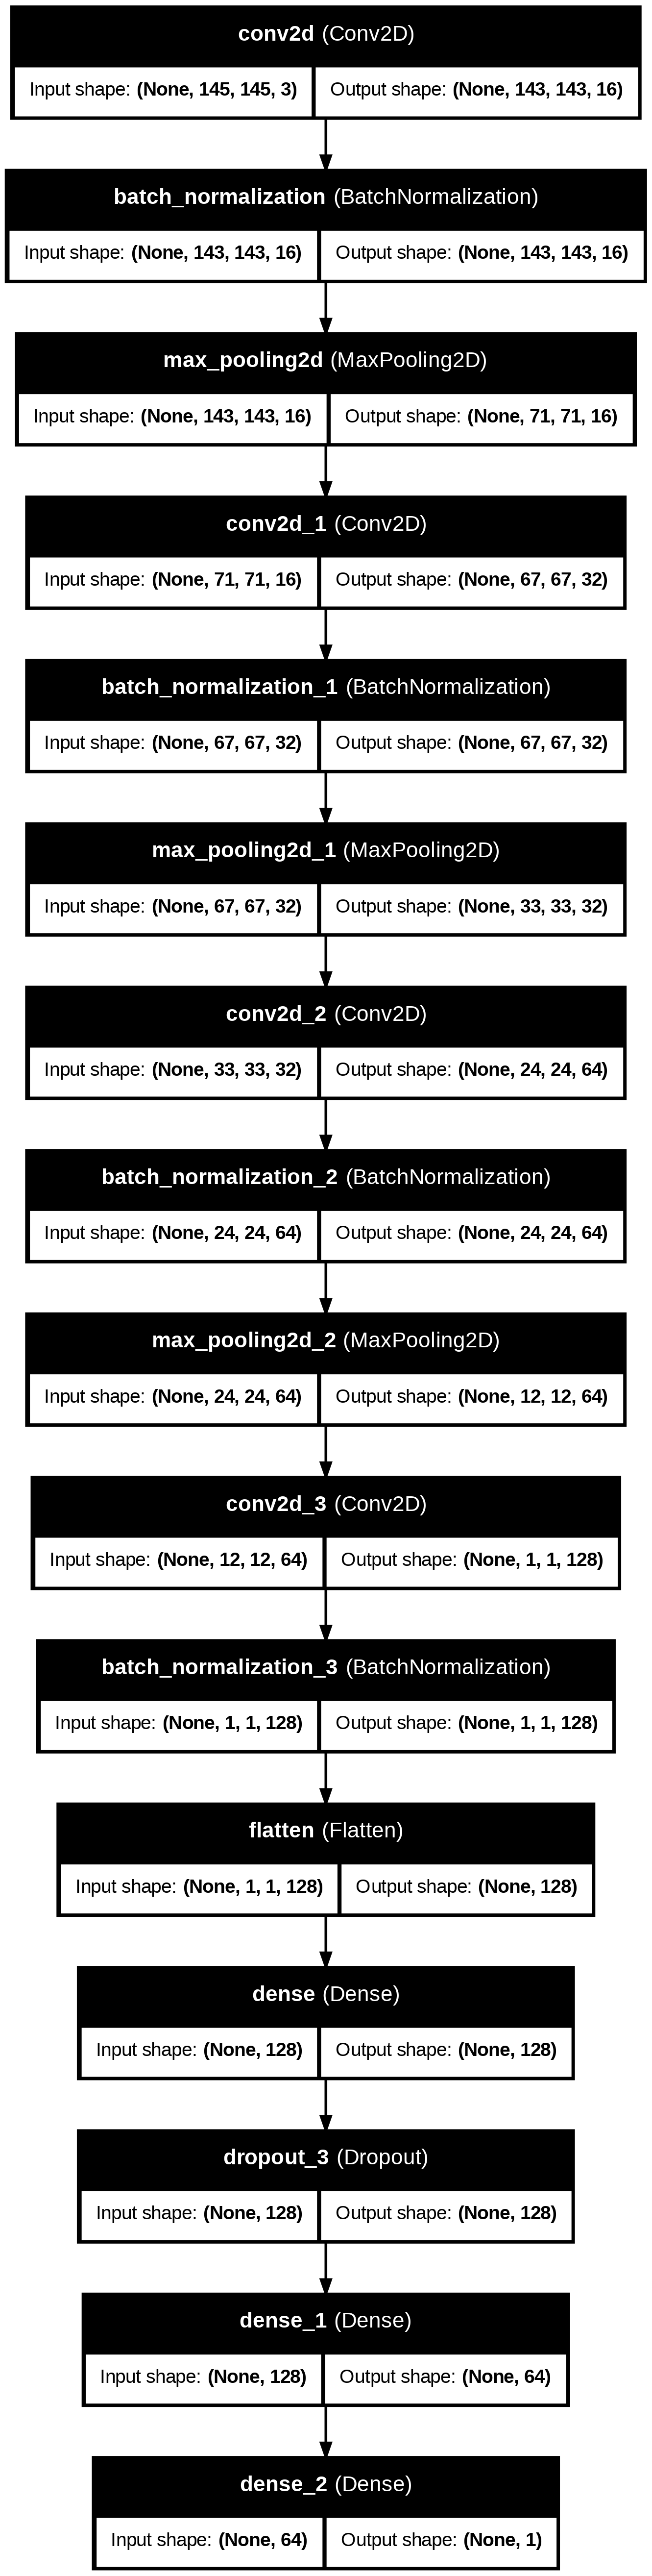 conv2d (Conv2D)
Input shape: (None, 145, 145, 3) Output shape: (None, 143, 143, 16)
batch_normalization (BatchNormalization)
Input shape: (None, 143, 143, 16) Output shape: (None, 143, 143, 16)
max_pooling2d (MaxPooling2D)
Input shape: (None, 143, 143, 16) Output shape: (None, 71, 71, 16)
conv2d_1 (Conv2D)
Input shape: (None, 71, 71, 16) Output shape: (None, 67, 67, 32)
batch_normalization_1 (BatchNormalization)
Input shape: (None, 67, 67, 32) Output shape: (None, 67, 67, 32)
max_pooling2d_1 (MaxPooling2D)
Input shape: (None, 67, 67, 32) Output shape: (None, 33, 33, 32)
conv2d_2 (Conv2D)
Input shape: (None, 33, 33, 32) Output shape: (None, 24, 24, 64)
batch_normalization_2 (BatchNormalization)
Input shape: (None, 24, 24, 64) Output shape: (None, 24, 24, 64)
max_pooling2d_2 (MaxPooling2D)
Input shape: (None, 24, 24, 64) Output shape: (None, 12, 12, 64)
conv2d_3 (Conv2D)
Input shape: (None, 12, 12, 64) Output shape: (None, 1, 1, 128)
batch_normalization_3 (BatchNormalization)
Input shape: (None, 1, 1, 128) Output shape: (None, 1, 1, 128)
flatten (Flatten)
Input shape: (None, 1, 1, 128) Output shape: (None, 128)
dense (Dense)
Input shape: (None, 128) Output shape: (None, 128)
dropout_3 (Dropout)
Input shape: (None, 128) Output shape: (None, 128)
dense_1 (Dense)
Input shape: (None, 128) Output shape: (None, 64)
dense_2 (Dense)
Input shape: (None, 64) Output shape: (None, 1)